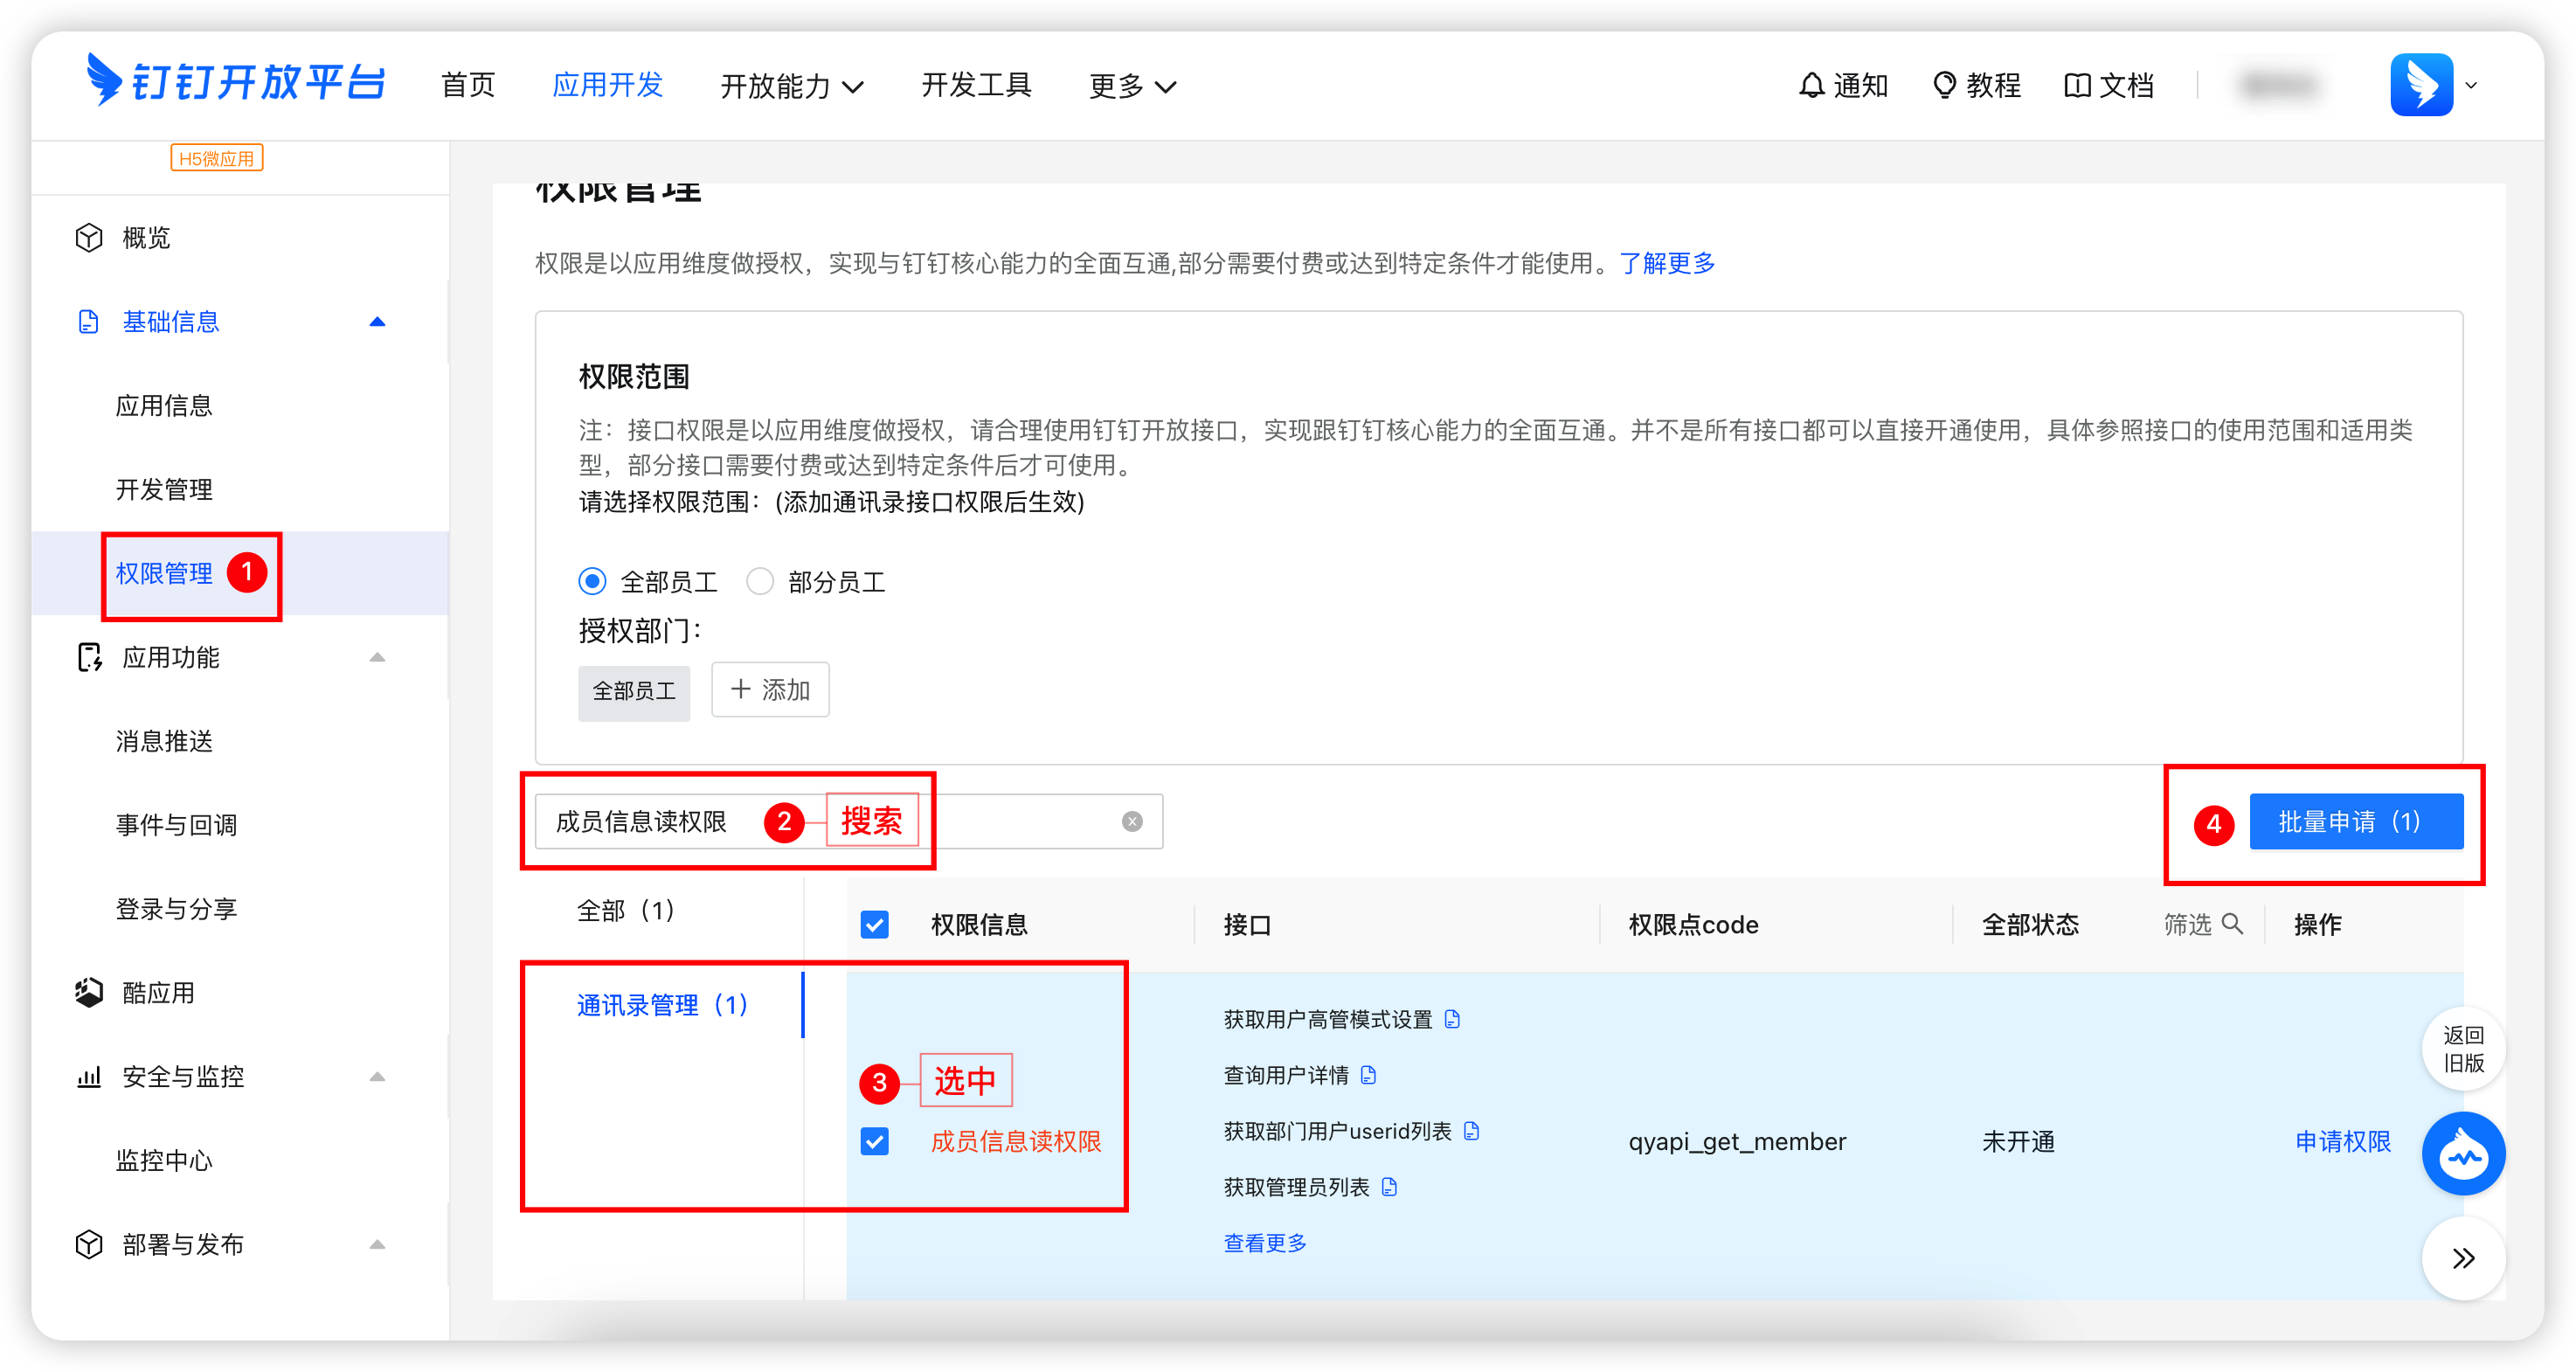 钉钉开放平台
首页
应用开发
开放能力
开发工具
更多
通知
教程
文档
H5微应用
概览
基础信息
应用信息
开发管理
权限管理 1
应用功能
消息推送
事件与回调
登录与分享
酷应用
安全与监控
监控中心
部署与发布
权限管理
权限是以应用维度做授权，实现与钉钉核心能力的全面互通,部分需要付费或达到特定条件才能使用。了解更多
权限范围
注：接口权限是以应用维度做授权，请合理使用钉钉开放接口，实现跟钉钉核心能力的全面互通。并不是所有接口都可以直接开通使用，具体参照接口的使用范围和适用类
型，部分接口需要付费或达到特定条件后才可使用。
请选择权限范围：(添加通讯录接口权限后生效)
全部员工 部分员工
授权部门：
全部员工 + 添加
成员信息读权限 2 搜索
4 批量申请（1）
全部（1）
通讯录管理（1）
权限信息 接口 权限点code 全部状态 筛选 操作
3 选中
成员信息读权限
获取用户高管模式设置
查询用户详情
获取部门用户userid列表
获取管理员列表
查看更多
qyapi_get_member
未开通
申请权限
返回
旧版